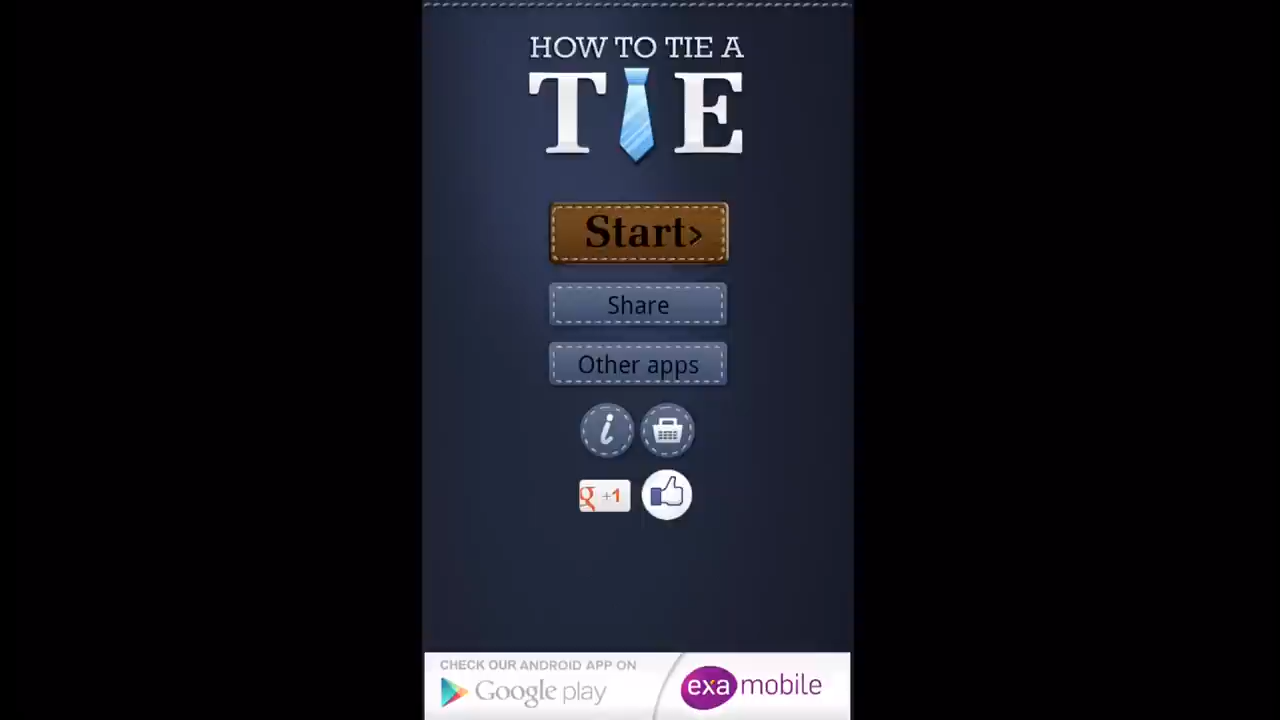 HOW TO TIE A
TIE
Start>
Share
Other apps
i
g +1
CHECK OUR ANDROID APP ON
Google play
exa mobile